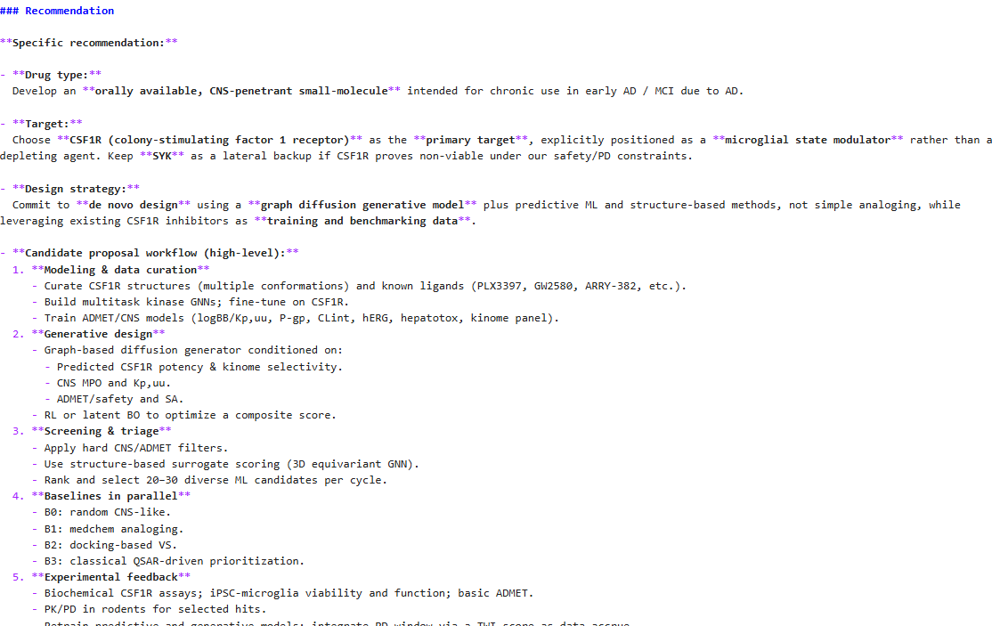 ### Recommendation
**Specific recommendation:**
- **Drug type:**
Develop an **orally available, CNS-penetrant small-molecule** intended for chronic use in early AD / MCI due to AD.
- **Target:**
Choose **CSF1R (colony-stimulating factor 1 receptor)** as the **primary target**, explicitly positioned as a **microglial state modulator** rather than a
depleting agent. Keep **SYK** as a lateral backup if CSF1R proves non-viable under our safety/PD constraints.
- **Design strategy:**
Commit to **de novo design** using a **graph diffusion generative model** plus predictive ML and structure-based methods, not simple analoging, while
leveraging existing CSF1R inhibitors as **training and benchmarking data**.
- **Candidate proposal workflow (high-level):**
1. **Modeling & data curation**
- Curate CSF1R structures (multiple conformations) and known ligands (PLX3397, GW2580, ARRY-382, etc.).
- Build multitask kinase GNNs; fine-tune on CSF1R.
- Train ADMET/CNS models (logBB/Kp,uu, P-gp, CLint, hERG, hepatotox, kinome panel).
2. **Generative design**
- Graph-based diffusion generator conditioned on:
- Predicted CSF1R potency & kinome selectivity.
- CNS MPO and Kp,uu.
- ADMET/safety and SA.
- RL or latent BO to optimize a composite score.
3. **Screening & triage**
- Apply hard CNS/ADMET filters.
- Use structure-based surrogate scoring (3D equivariant GNN).
- Rank and select 20–30 diverse ML candidates per cycle.
4. **Baselines in parallel**
- B0: random CNS-like.
- B1: medchem analoging.
- B2: docking-based VS.
- B3: classical QSAR-driven prioritization.
5. **Experimental feedback**
- Biochemical CSF1R assays; iPSC-microglia viability and function; basic ADMET.
- PK/PD in rodents for selected hits.
- Retrain predictive and generative models; integrate PD window via a TWI score as data accrue.